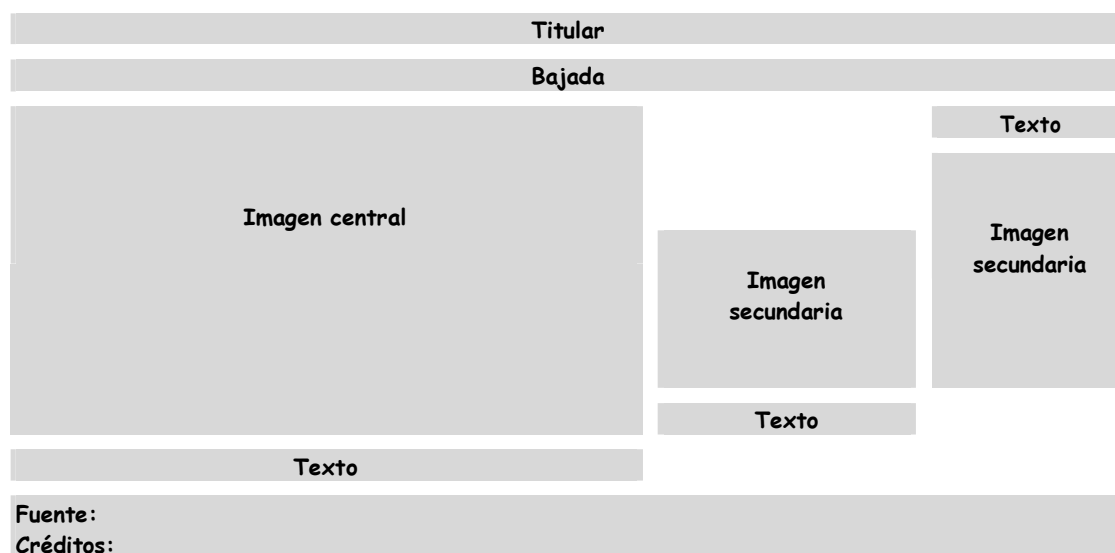 Titular
Bajada
Imagen central
Texto
Imagen
secundaria
Texto
Texto
Imagen
secundaria
Fuente:
Créditos: